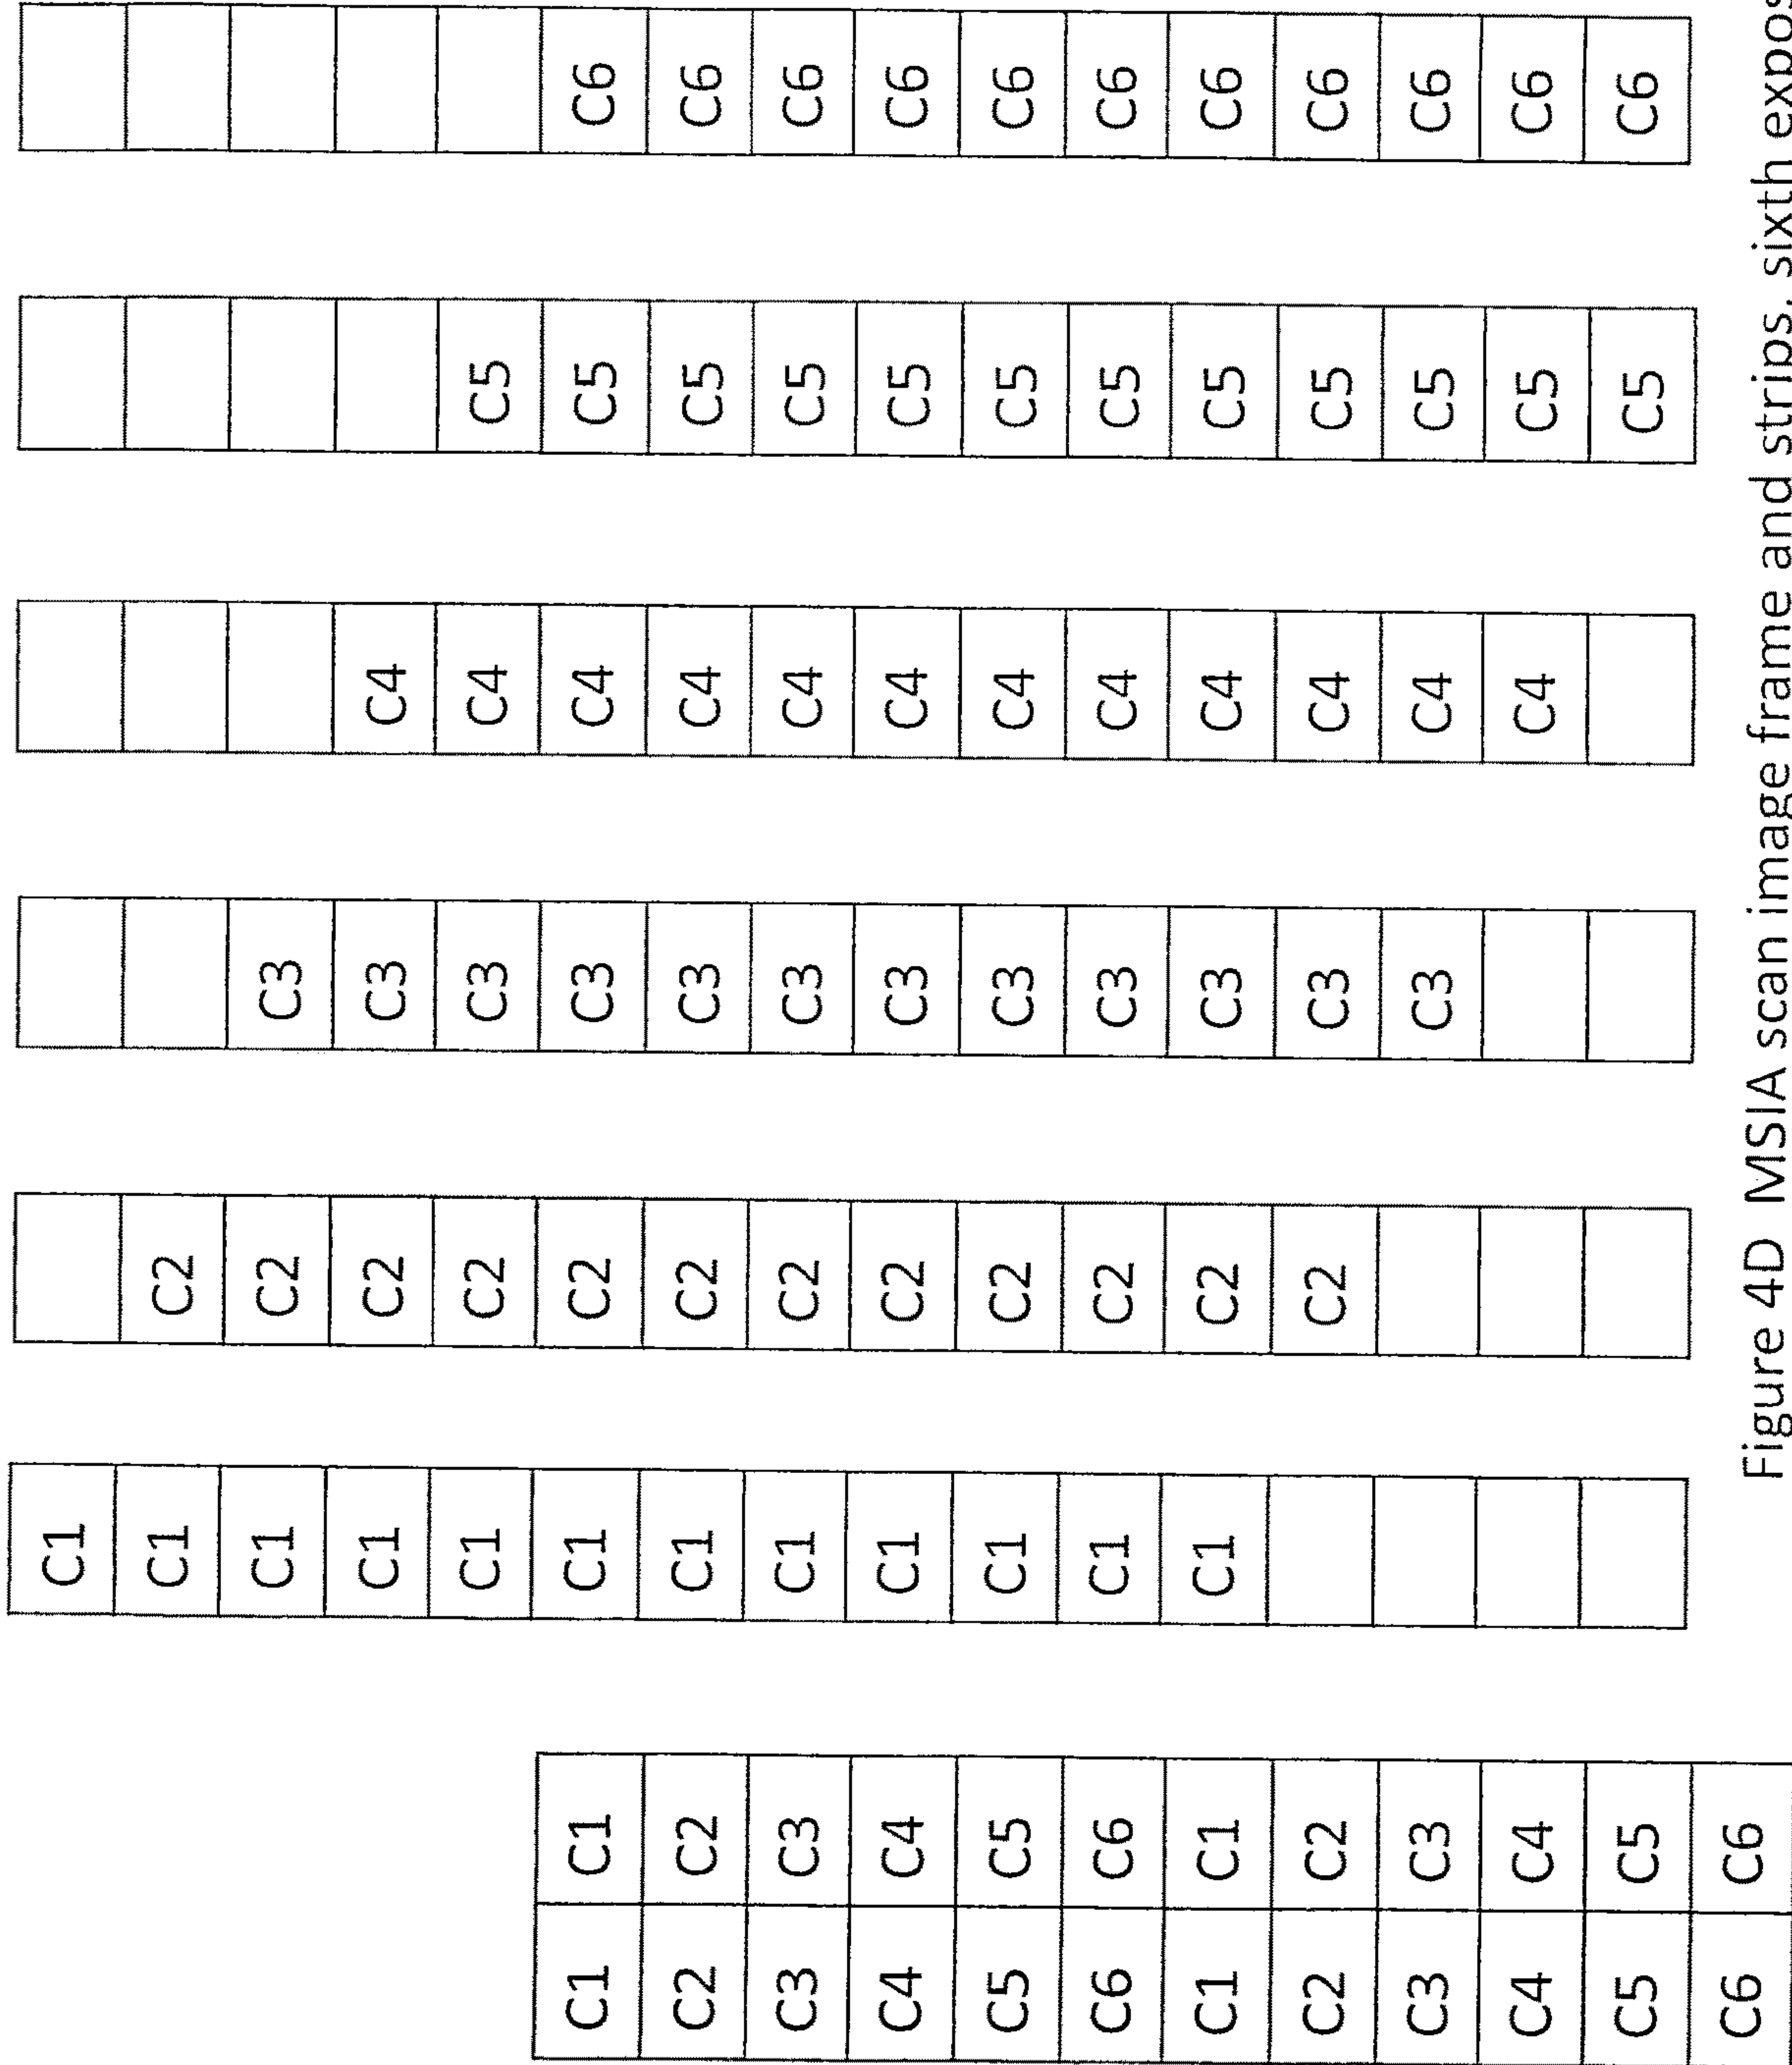 C6 C5 C4 C3 C2 C1 C6 C5 C4 C3 C2 C1
C6 C5 C4 C3 C2 C1 C6 C5 C4 C3 C2 C1
C1 C1 C1 C1 C1 C1 C1 C1 C1 C1 C1 C1
C2 C2 C2 C2 C2 C2 C2 C2 C2 C2 C2 C2
C3 C3 C3 C3 C3 C3 C3 C3 C3 C3 C3 C3
C4 C4 C4 C4 C4 C4 C4 C4 C4 C4 C4 C4
C5 C5 C5 C5 C5 C5 C5 C5 C5 C5 C5 C5
C6 C6 C6 C6 C6 C6 C6 C6 C6 C6 C6
Figure 4D MSIA scan image frame and strips, sixth